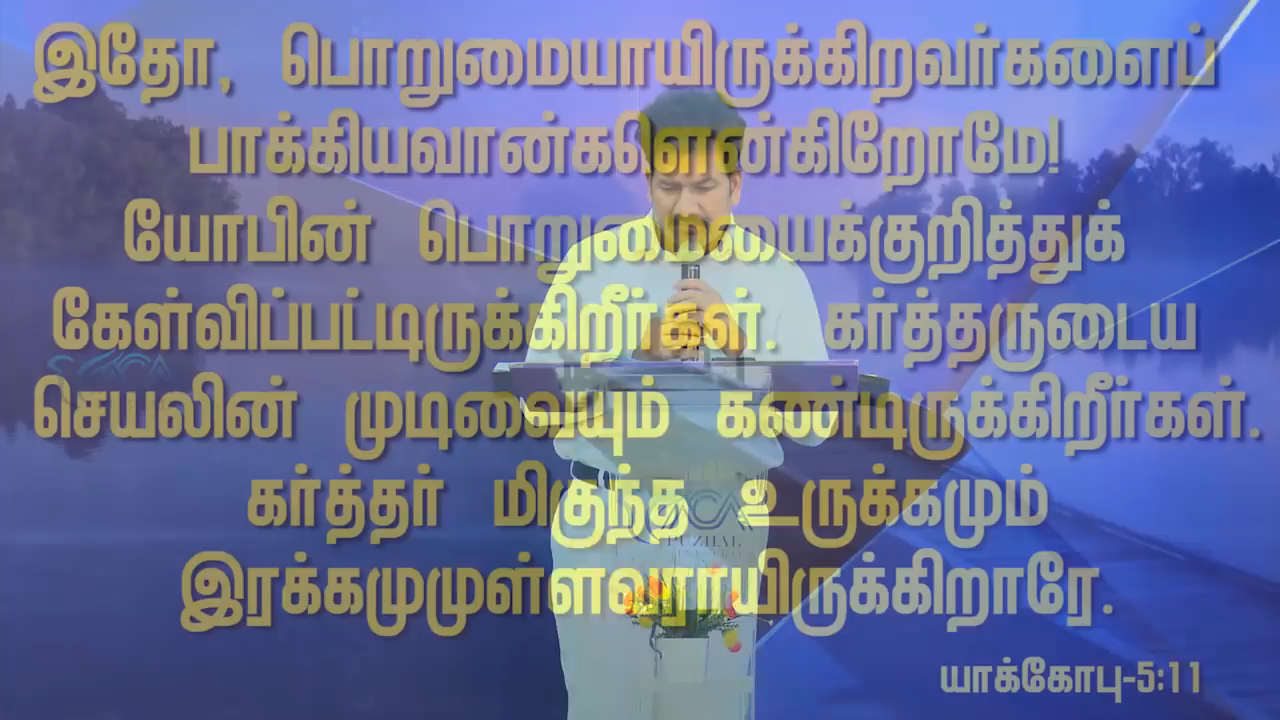 இதோ, பொறுமையாயிருக்கிறவர்களைப்
பாக்கியவான்களென்கிறோமே!
யோபின் பொறுமையைக்குறித்துக்
கேள்விப்பட்டிருக்கிறீர்கள். கர்த்தருடைய
செயலின் முடிவையும் கண்டிருக்கிறீர்கள்.
கர்த்தர் மிகுந்த உருக்கமும்
இரக்கமுமுள்ளவராயிருக்கிறாரே.
யாக்கோபு-5:11
PUZHAL